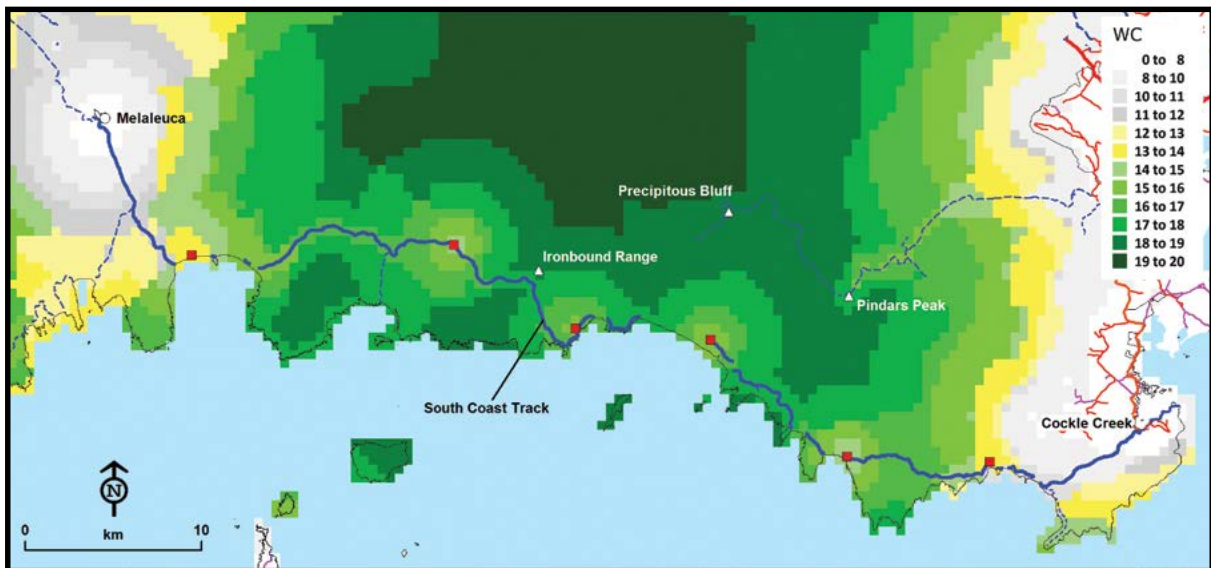 WC
0 to 8
8 to 10
10 to 11
11 to 12
12 to 13
13 to 14
14 to 15
15 to 16
16 to 17
17 to 18
18 to 19
19 to 20
Melaleuca
Precipitous Bluff
Ironbound Range
Pindars Peak
South Coast Track
Cockle Creek
N
0 10
km